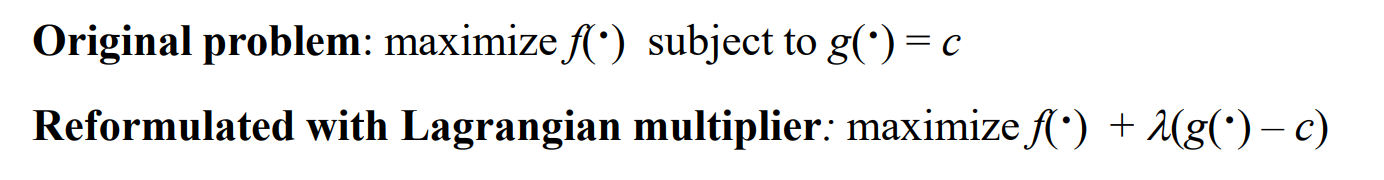 Original problem: maximize f(·) subject to g(·) = c
Reformulated with Lagrangian multiplier: maximize f(·) + λ(g(·) – c)